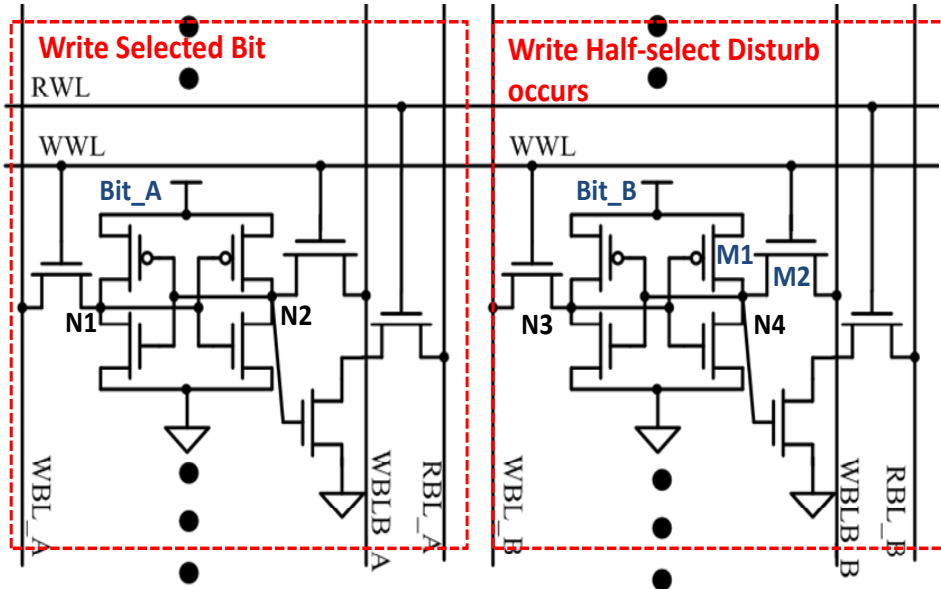 Write Selected Bit
Write Half-select Disturb
occurs
RWL
WWL
WWL
Bit_A
Bit_B
M1
M2
N1
N2
N3
N4
WBL_A
WBLB_A
RBL_A
WBL_B
WBLB_B
RBL_B